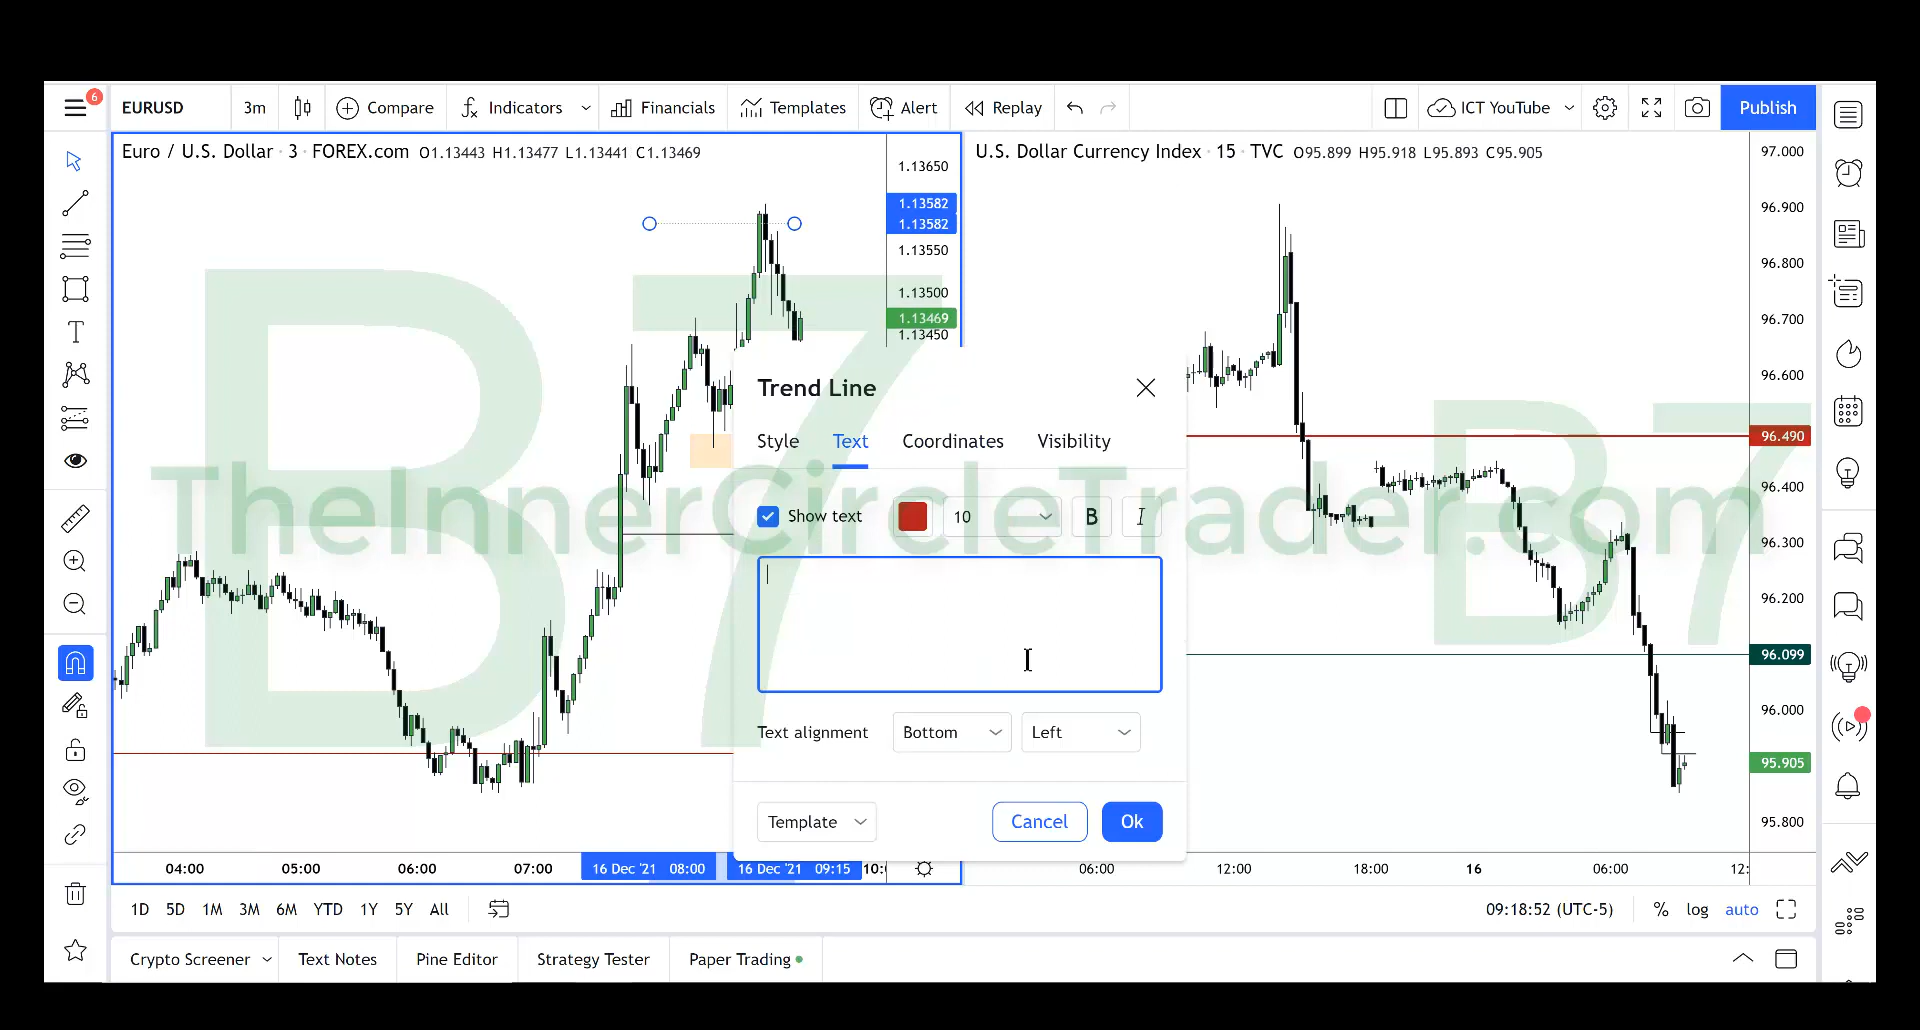 6
EURUSD
3m
Compare
Indicators
Financials
Templates
Alert
Replay
ICT YouTube
Publish
Euro / U.S. Dollar · 3 · FOREX.com O1.13443 H1.13477 L1.13441 C1.13469
1.13650
1.13582
1.13582
1.13550
1.13500
1.13469
1.13450
U.S. Dollar Currency Index · 15 · TVC O95.899 H95.918 L95.893 C95.905
97.000
96.900
96.800
96.700
96.600
96.490
96.400
96.300
96.200
96.099
96.000
95.905
95.800
B7
B7
TheInnerCircleTrader.com
Trend Line
Style
Text
Coordinates
Visibility
Show text
10
B
I
Text alignment
Bottom
Left
Template
Cancel
Ok
04:00
05:00
06:00
07:00
16 Dec '21 08:00
16 Dec '21 09:15
06:00
12:00
18:00
16
06:00
12:
1D
5D
1M
3M
6M
YTD
1Y
5Y
All
09:18:52 (UTC-5)
%
log
auto
Crypto Screener
Text Notes
Pine Editor
Strategy Tester
Paper Trading